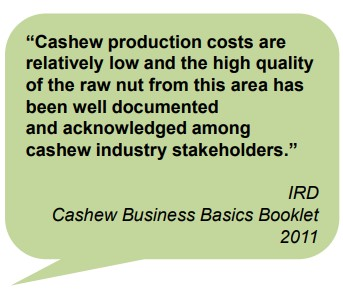 “Cashew production costs are
relatively low and the high quality
of the raw nut from this area has
been well documented
and acknowledged among
cashew industry stakeholders.”
IRD
Cashew Business Basics Booklet
2011